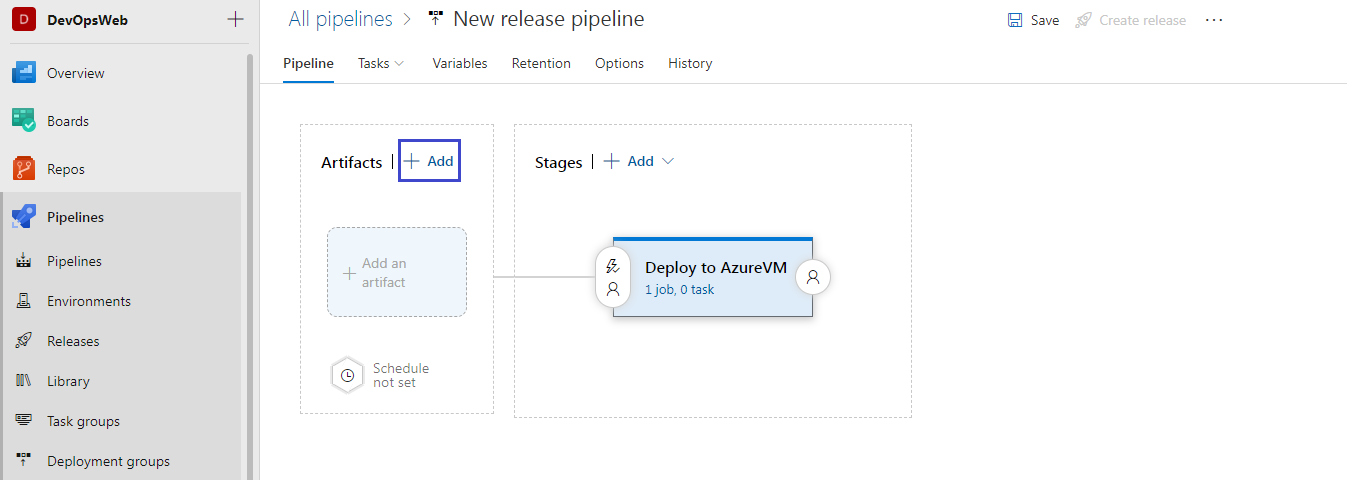 D DevOpsWeb
Overview
Boards
Repos
Pipelines
Pipelines
Environments
Releases
Library
Task groups
Deployment groups
All pipelines > New release pipeline
Save Create release ...
Pipeline Tasks Variables Retention Options History
Artifacts | + Add
Add an
artifact
Schedule
not set
Stages | + Add
Deploy to AzureVM
1 job, 0 task